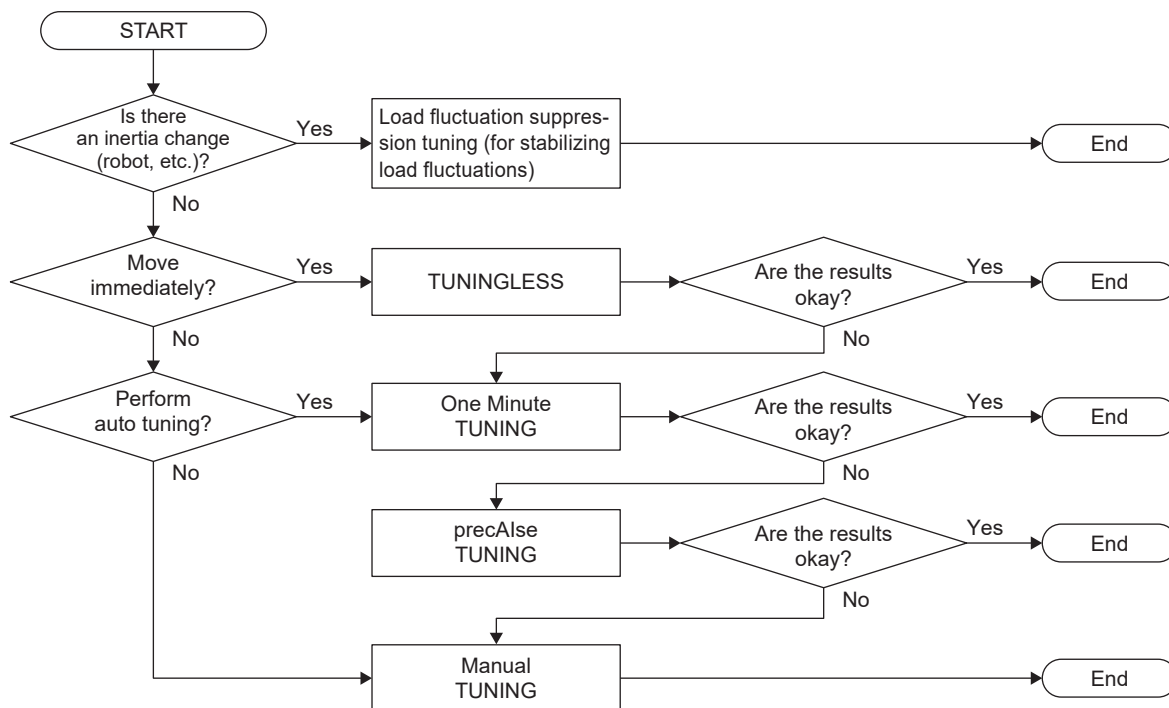 START
Is there
an inertia change
(robot, etc.)?
Yes
Load fluctuation suppres-
sion tuning (for stabilizing
load fluctuations)
End
No
Move
immediately?
Yes
TUNINGLESS
Are the results
okay?
Yes
End
No
No
Perform
auto tuning?
Yes
One Minute
TUNING
Are the results
okay?
Yes
End
No
No
precAIse
TUNING
Are the results
okay?
Yes
End
No
Manual
TUNING
End